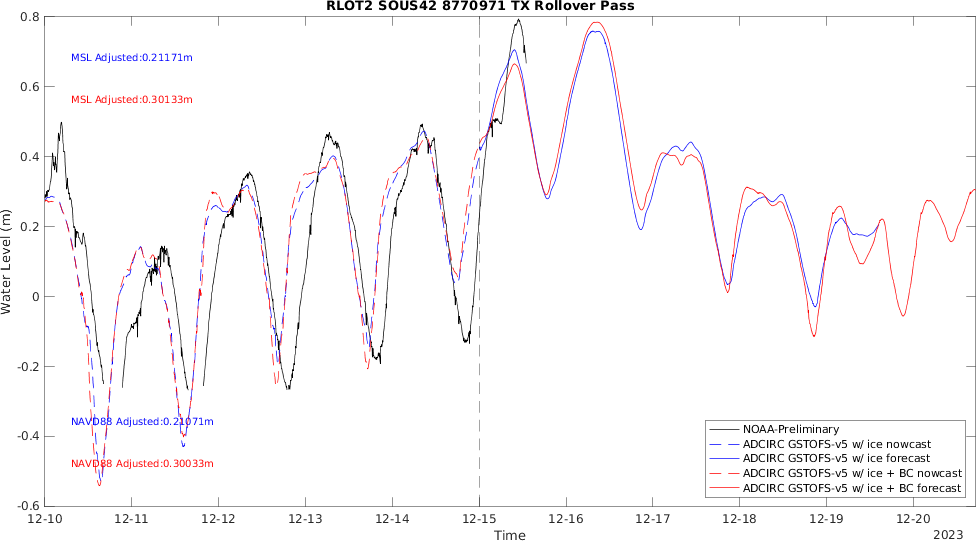 RLOT2 SOUS42 8770971 TX Rollover Pass
0.8
0.6
0.4
0.2
0
-0.2
-0.4
-0.6
Water Level (m)
MSL Adjusted:0.21171m
MSL Adjusted:0.30133m
NAVD88 Adjusted:0.21071m
NAVD88 Adjusted:0.30033m
NOAA-Preliminary
ADCIRC GSTOFS-v5 w/ ice nowcast
ADCIRC GSTOFS-v5 w/ ice forecast
ADCIRC GSTOFS-v5 w/ ice + BC nowcast
ADCIRC GSTOFS-v5 w/ ice + BC forecast
12-10 12-11 12-12 12-13 12-14 12-15 12-16 12-17 12-18 12-19 12-20
Time
2023